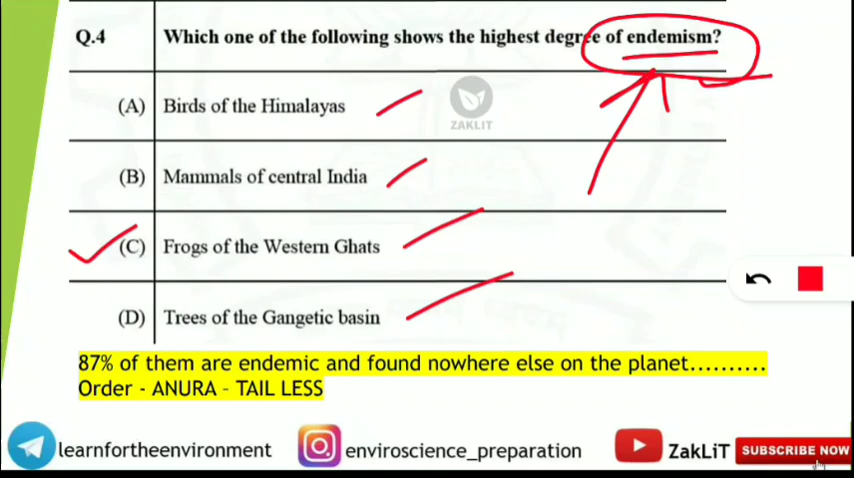 Q.4 Which one of the following shows the highest degree of endemism?
(A) Birds of the Himalayas
ZAKLIT
(B) Mammals of central India
(C) Frogs of the Western Ghats
(D) Trees of the Gangetic basin
87% of them are endemic and found nowhere else on the planet..........
Order - ANURA - TAIL LESS
learnfortheenvironment enviroscience_preparation ZakLiT SUBSCRIBE NOW